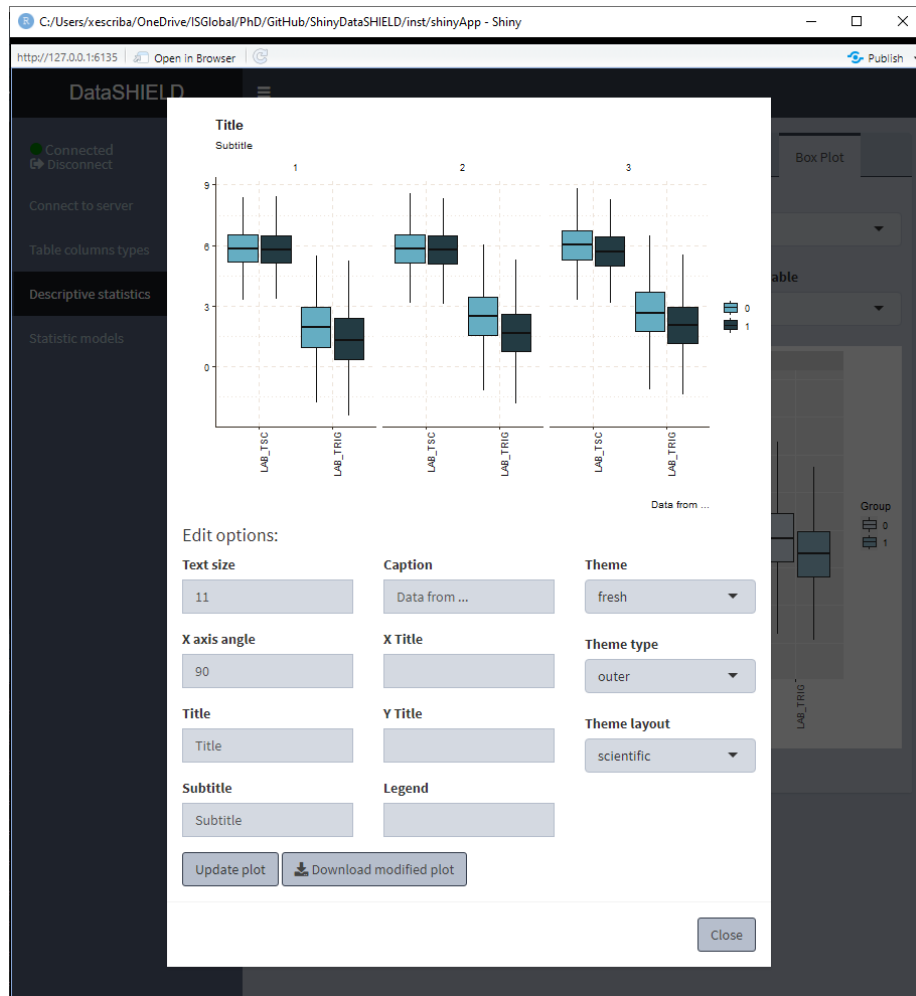 C:/Users/xescriba/OneDrive/ISGlobal/PhD/GitHub/ShinyDataSHIELD/inst/shinyApp - Shiny
http://127.0.0.1:6135 Open in Browser Publish
DataSHIELD
Connected
Disconnect
Connect to server
Table columns types
Descriptive statistics
Statistic models
Box Plot
able
Group
0
1
LAB_TRIG
Title
Subtitle
1 2 3
9
6
3
0
0
1
LAB_TSC LAB_TRIG LAB_TSC LAB_TRIG LAB_TSC LAB_TRIG
Data from ...
Edit options:
Text size Caption Theme
11 Data from ... fresh
X axis angle X Title Theme type
90 outer
Title Y Title Theme layout
Title scientific
Subtitle Legend
Subtitle
Update plot Download modified plot
Close